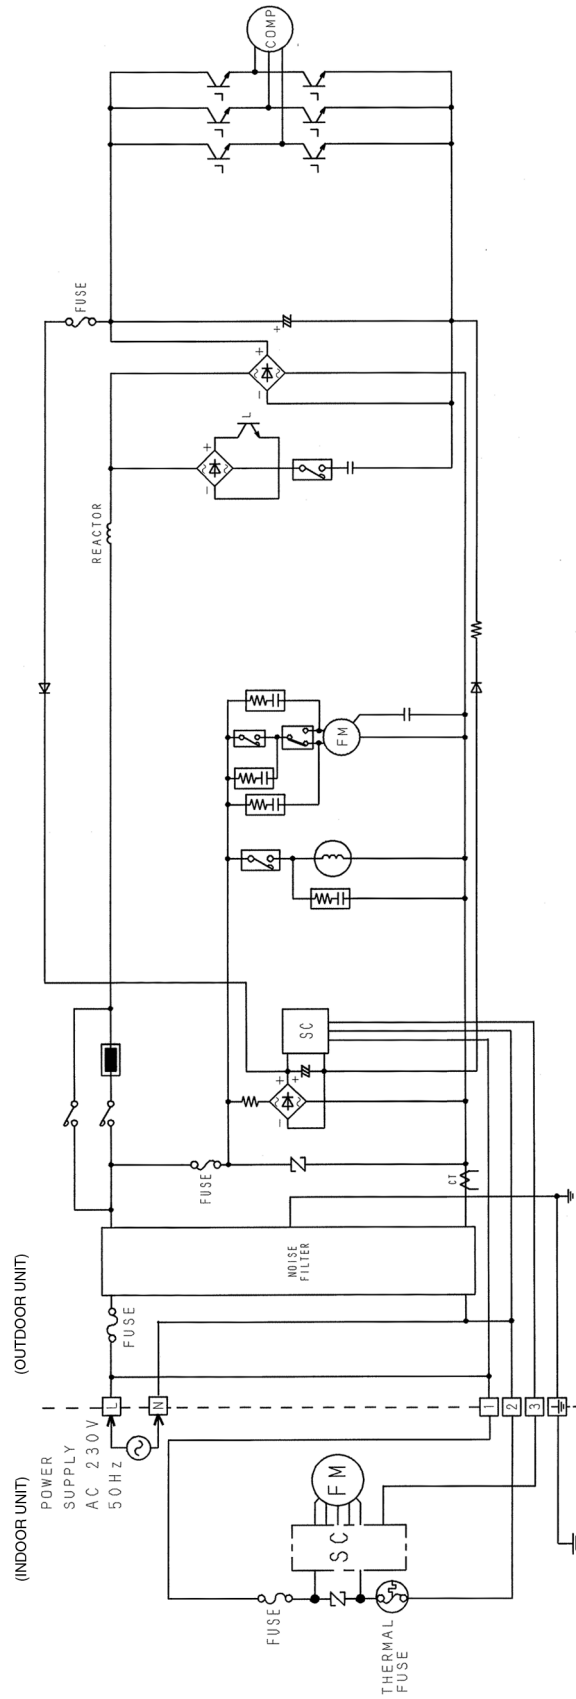 (INDOOR UNIT)
(OUTDOOR UNIT)
POWER
SUPPLY
AC 230V
50Hz
L
N
1
2
3
FUSE
THERMAL
FUSE
SC
FM
FUSE
NOISE
FILTER
CT
FUSE
SC
+
-
+
FM
REACTOR
+
-
L
+
-
+
FUSE
COMP